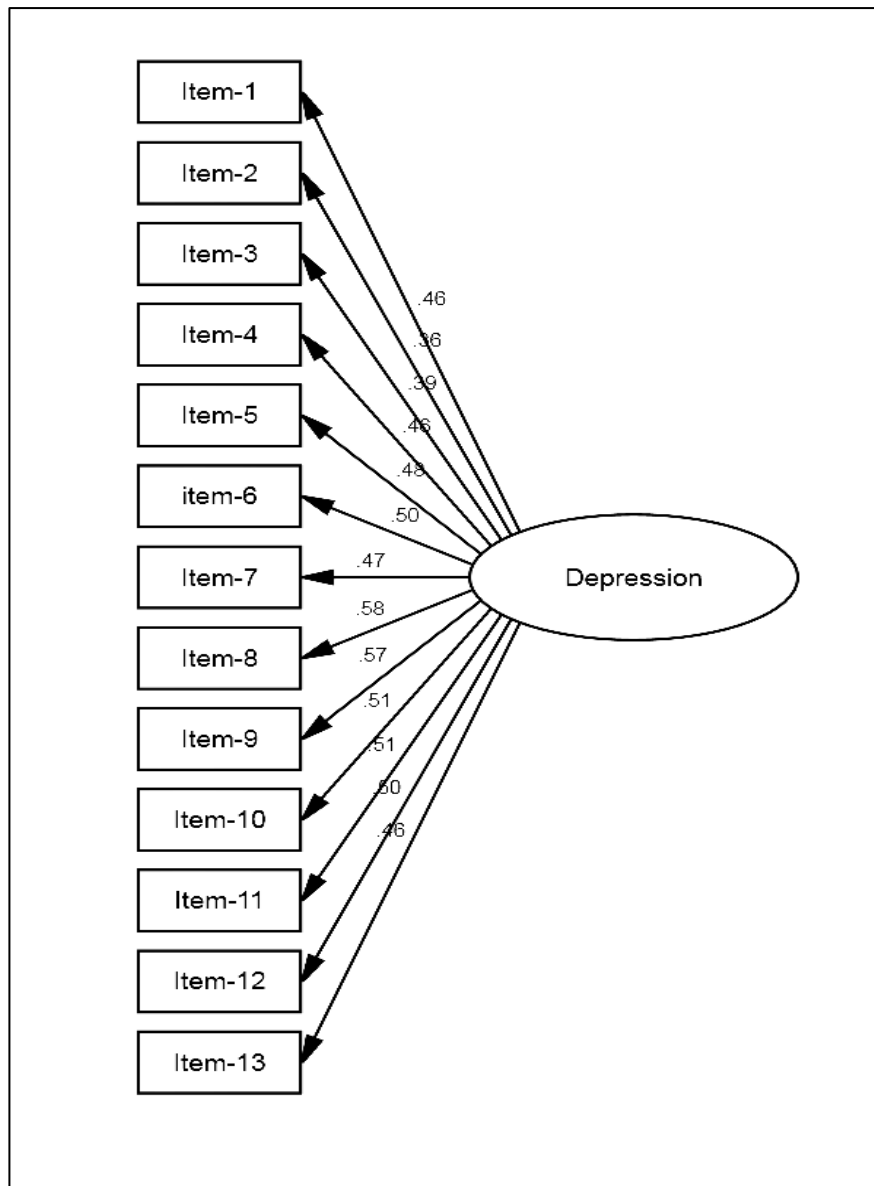 Item-1
Item-2
Item-3
Item-4
Item-5
item-6
Item-7
Item-8
Item-9
Item-10
Item-11
Item-12
Item-13
.46
.36
.39
.46
.48
.50
.47
.58
.57
.51
.51
.60
.46
Depression